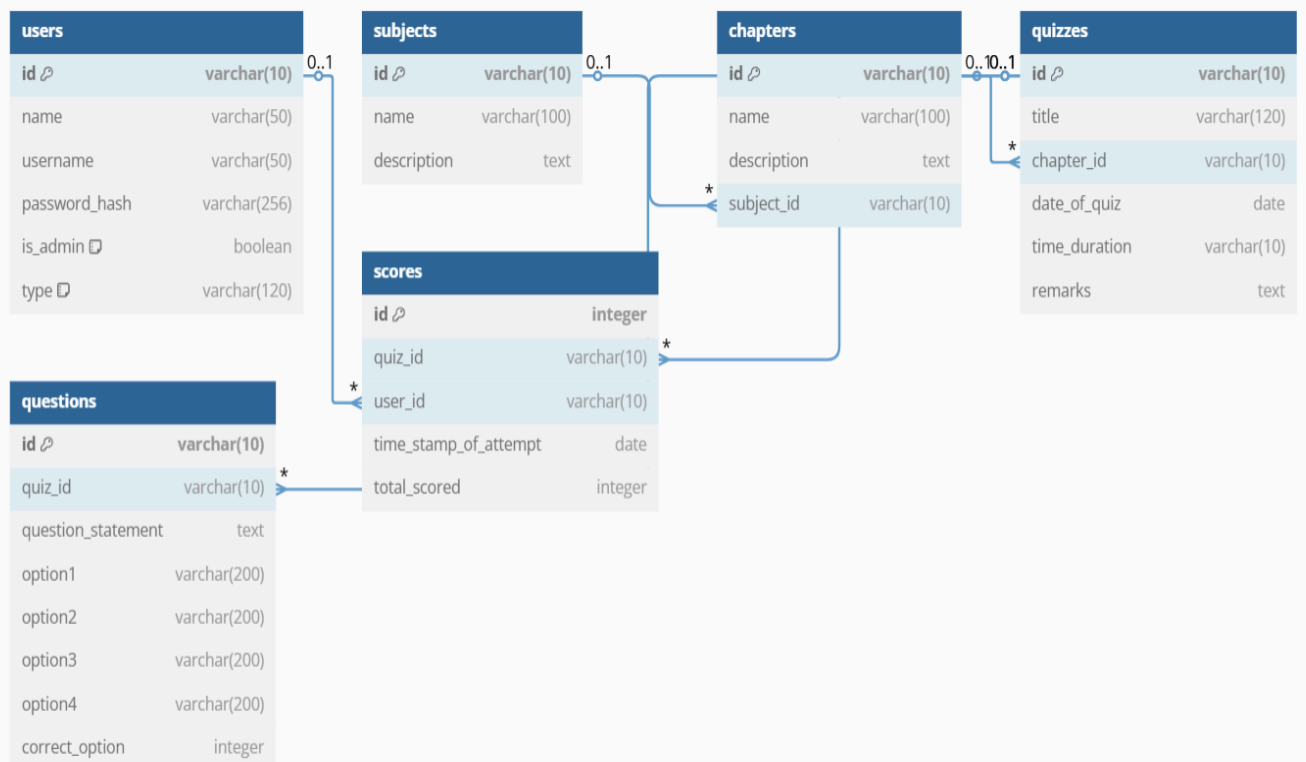 users
id varchar(10)
name varchar(50)
username varchar(50)
password_hash varchar(256)
is_admin boolean
type varchar(120)
0..1
subjects
id varchar(10)
name varchar(100)
description text
0..1
chapters
id varchar(10)
name varchar(100)
description text
subject_id varchar(10)
*
0..1
0..1
quizzes
id varchar(10)
title varchar(120)
chapter_id varchar(10)
date_of_quiz date
time_duration varchar(10)
remarks text
*
scores
id integer
quiz_id varchar(10)
user_id varchar(10)
time_stamp_of_attempt date
total_scored integer
*
*
questions
id varchar(10)
quiz_id varchar(10)
question_statement text
option1 varchar(200)
option2 varchar(200)
option3 varchar(200)
option4 varchar(200)
correct_option integer
*